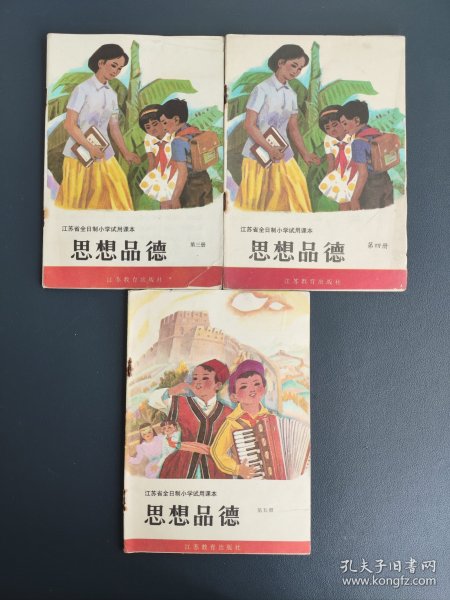 江苏省全日制小学试用课本
思想品德 第三册
江苏教育出版社
江苏省全日制小学试用课本
思想品德 第四册
江苏教育出版社
江苏省全日制小学试用课本
思想品德 第五册
江苏教育出版社
孔夫子旧书网
www.kongfz.com